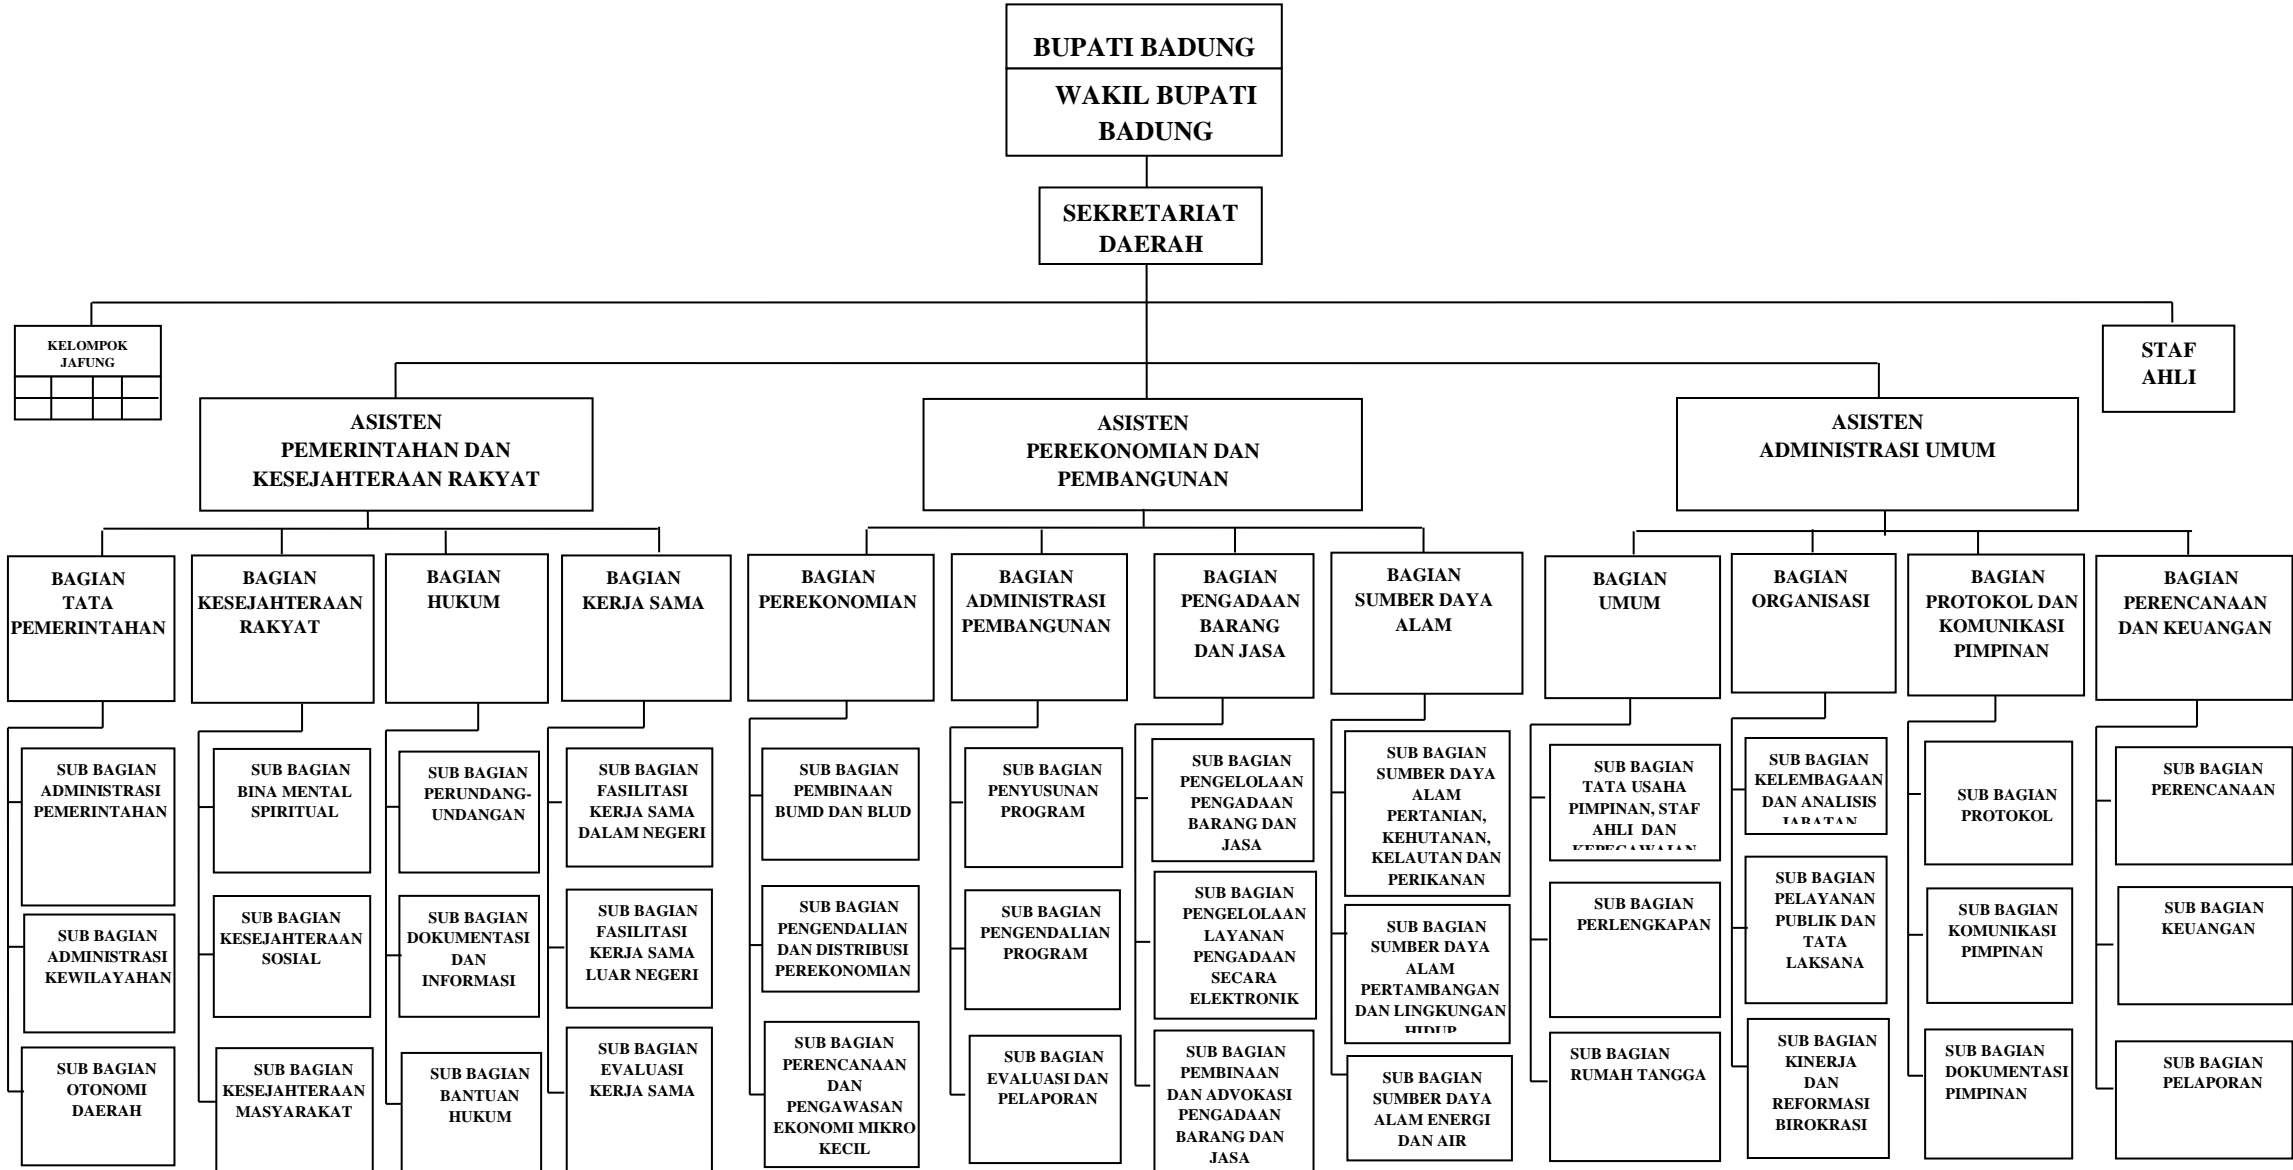 BUPATI BADUNG
WAKIL BUPATI
BADUNG
SEKRETARIAT
DAERAH
KELOMPOK
JAFUNG
STAF
AHLI
ASISTEN
PEMERINTAHAN DAN
KESEJAHTERAAN RAKYAT
ASISTEN
PEREKONOMIAN DAN
PEMBANGUNAN
ASISTEN
ADMINISTRASI UMUM
BAGIAN
TATA
PEMERINTAHAN
BAGIAN
KESEJAHTERAAN
RAKYAT
BAGIAN
HUKUM
BAGIAN
KERJA SAMA
BAGIAN
PEREKONOMIAN
BAGIAN
ADMINISTRASI
PEMBANGUNAN
BAGIAN
PENGADAAN
BARANG
DAN JASA
BAGIAN
SUMBER DAYA
ALAM
BAGIAN
UMUM
BAGIAN
ORGANISASI
BAGIAN
PROTOKOL DAN
KOMUNIKASI
PIMPINAN
BAGIAN
PERENCANAAN
DAN KEUANGAN
SUB BAGIAN
ADMINISTRASI
PEMERINTAHAN
SUB BAGIAN
BINA MENTAL
SPIRITUAL
SUB BAGIAN
PERUNDANG-
UNDANGAN
SUB BAGIAN
FASILITASI
KERJA SAMA
DALAM NEGERI
SUB BAGIAN
PEMBINAAN
BUMD DAN BLUD
SUB BAGIAN
PENYUSUNAN
PROGRAM
SUB BAGIAN
PENGELOLAAN
PENGADAAN
BARANG DAN
JASA
SUB BAGIAN
SUMBER DAYA
ALAM
PERTANIAN,
KEHUTANAN,
KELAUTAN DAN
PERIKANAN
SUB BAGIAN
TATA USAHA
PIMPINAN, STAF
AHLI DAN
KEPEGAWAIAN
SUB BAGIAN
KELEMBAGAAN
DAN ANALISIS
JABATAN
SUB BAGIAN
PROTOKOL
SUB BAGIAN
PERENCANAAN
SUB BAGIAN
ADMINISTRASI
KEWILAYAHAN
SUB BAGIAN
KESEJAHTERAAN
SOSIAL
SUB BAGIAN
DOKUMENTASI
DAN
INFORMASI
SUB BAGIAN
FASILITASI
KERJA SAMA
LUAR NEGERI
SUB BAGIAN
PENGENDALIAN
DAN DISTRIBUSI
PEREKONOMIAN
SUB BAGIAN
PENGENDALIAN
PROGRAM
SUB BAGIAN
PENGELOLAAN
LAYANAN
PENGADAAN
SECARA
ELEKTRONIK
SUB BAGIAN
SUMBER DAYA
ALAM
PERTAMBANGAN
DAN LINGKUNGAN
HIDUP
SUB BAGIAN
PERLENGKAPAN
SUB BAGIAN
PELAYANAN
PUBLIK DAN
TATA
LAKSANA
SUB BAGIAN
KOMUNIKASI
PIMPINAN
SUB BAGIAN
KEUANGAN
SUB BAGIAN
OTONOMI
DAERAH
SUB BAGIAN
KESEJAHTERAAN
MASYARAKAT
SUB BAGIAN
BANTUAN
HUKUM
SUB BAGIAN
EVALUASI
KERJA SAMA
SUB BAGIAN
PERENCANAAN
DAN
PENGAWASAN
EKONOMI MIKRO
KECIL
SUB BAGIAN
EVALUASI DAN
PELAPORAN
SUB BAGIAN
PEMBINAAN
DAN ADVOKASI
PENGADAAN
BARANG DAN
JASA
SUB BAGIAN
SUMBER DAYA
ALAM ENERGI
DAN AIR
SUB BAGIAN
RUMAH TANGGA
SUB BAGIAN
KINERJA
DAN
REFORMASI
BIROKRASI
SUB BAGIAN
DOKUMENTASI
PIMPINAN
SUB BAGIAN
PELAPORAN